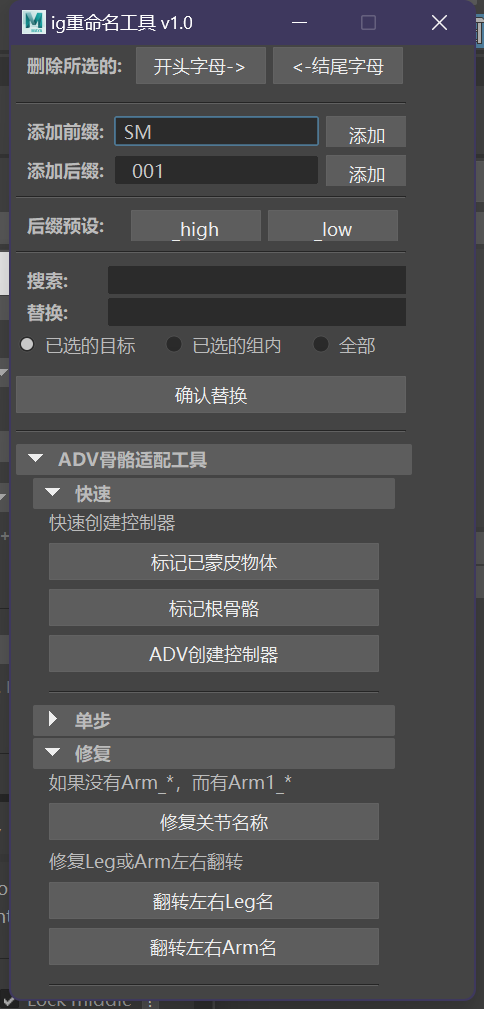 ig重命名工具 v1.0
删除所选的: 开头字母-> <-结尾字母
添加前缀: SM 添加
添加后缀: 001 添加
后缀预设: _high _low
搜索:
替换:
已选的目标 已选的组内 全部
确认替换
ADV骨骼适配工具
快速
快速创建控制器
标记已蒙皮物体
标记根骨骼
ADV创建控制器
单步
修复
如果没有Arm_*，而有Arm1_*
修复关节名称
修复Leg或Arm左右翻转
翻转左右Leg名
翻转左右Arm名
Lock middle